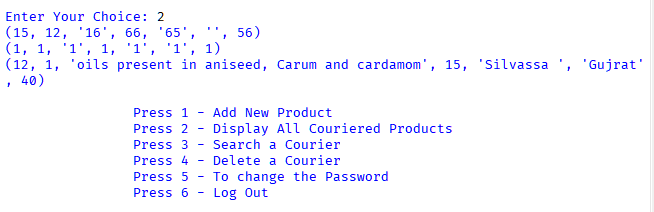 Enter Your Choice: 2
(15, 12, '16', 66, '65', '', 56)
(1, 1, '1', 1, '1', '1', 1)
(12, 1, 'oils present in aniseed, Carum and cardamom', 15, 'Silvassa ', 'Gujrat'
, 40)
Press 1 - Add New Product
Press 2 - Display All Couriered Products
Press 3 - Search a Courier
Press 4 - Delete a Courier
Press 5 - To change the Password
Press 6 - Log Out